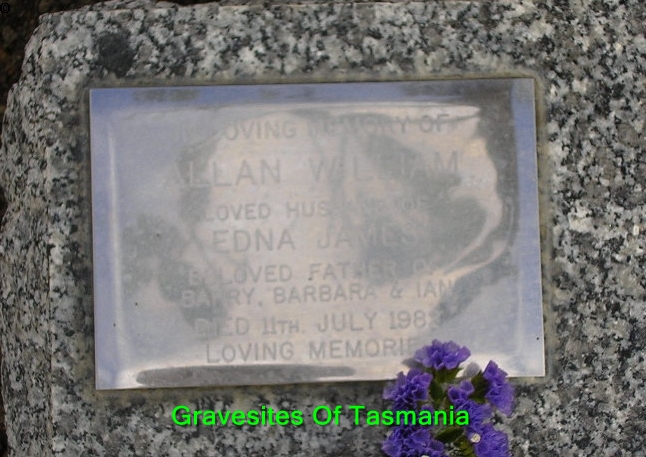 LOVING MEMORY OF
ALLAN WILLIAM
LOVED HUSBAND OF
EDNA JAMES
BELOVED FATHER OF
BARRY, BARBARA & IAN
DIED 11TH. JULY
LOVING MEMORIES
Gravesites Of Tasmania